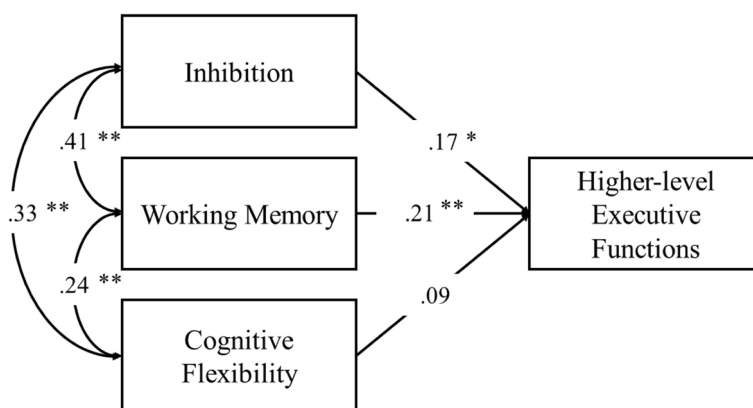 Inhibition
.41 **
.17 *
.33 **
Working Memory
.21 **
Higher-level
Executive
Functions
.24 **
.09
Cognitive
Flexibility